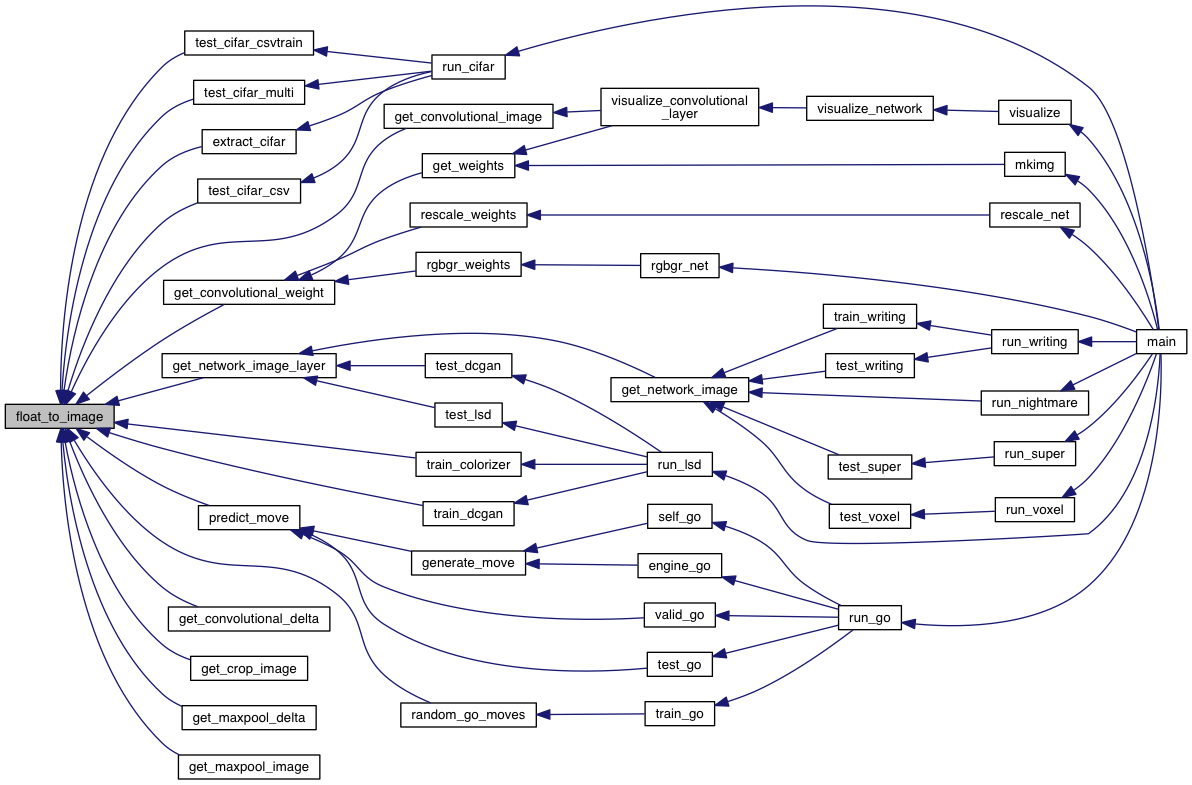 test_cifar_csvtrain
run_cifar
test_cifar_multi
get_convolutional_image
visualize_convolutional
_layer
visualize_network
visualize
extract_cifar
get_weights
mkimg
test_cifar_csv
rescale_weights
rescale_net
rgbgr_weights
rgbgr_net
get_convolutional_weight
train_writing
run_writing
main
get_network_image_layer
test_dcgan
test_writing
get_network_image
run_nightmare
float_to_image
test_lsd
run_super
train_colorizer
run_lsd
test_super
predict_move
train_dcgan
self_go
test_voxel
run_voxel
generate_move
engine_go
get_convolutional_delta
valid_go
run_go
get_crop_image
test_go
get_maxpool_delta
random_go_moves
train_go
get_maxpool_image